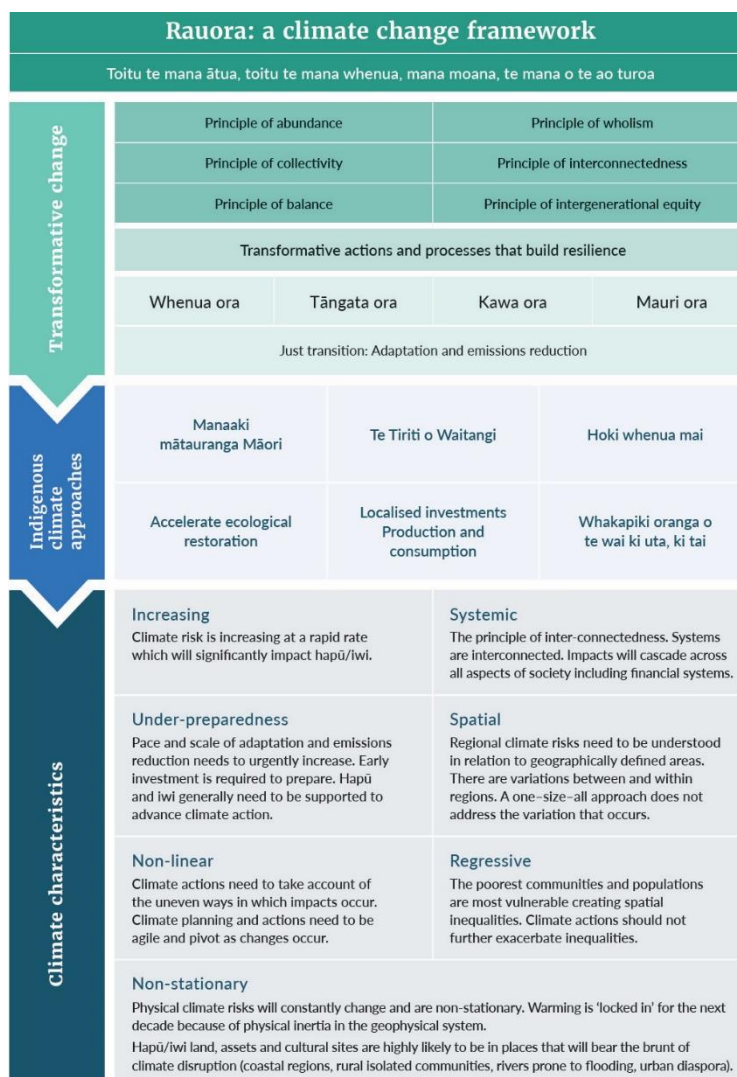 Rauora: a climate change framework
Toitu te mana ātua, toitu te mana whenua, mana moana, te mana o te ao turoa
Transformative change
Principle of abundance
Principle of wholism
Principle of collectivity
Principle of interconnectedness
Principle of balance
Principle of intergenerational equity
Transformative actions and processes that build resilience
Whenua ora
Tāngata ora
Kawa ora
Mauri ora
Just transition: Adaptation and emissions reduction
Indigenous
climate
approaches
Manaaki
mātauranga Māori
Te Tiriti o Waitangi
Hoki whenua mai
Accelerate ecological
restoration
Localised investments
Production and
consumption
Whakapiki oranga o
te wai ki uta, ki tai
Climate characteristics
Increasing
Climate risk is increasing at a rapid rate
which will significantly impact hapū/iwi.
Systemic
The principle of inter-connectedness. Systems
are interconnected. Impacts will cascade across
all aspects of society including financial systems.
Under-preparedness
Pace and scale of adaptation and emissions
reduction needs to urgently increase. Early
investment is required to prepare. Hapū
and iwi generally need to be supported to
advance climate action.
Spatial
Regional climate risks need to be understood
in relation to geographically defined areas.
There are variations between and within
regions. A one–size–all approach does not
address the variation that occurs.
Non-linear
Climate actions need to take account of
the uneven ways in which impacts occur.
Climate planning and actions need to be
agile and pivot as changes occur.
Regressive
The poorest communities and populations
are most vulnerable creating spatial
inequalities. Climate actions should not
further exacerbate inequalities.
Non-stationary
Physical climate risks will constantly change and are non-stationary. Warming is ‘locked in’ for the next
decade because of physical inertia in the geophysical system.
Hapū/iwi land, assets and cultural sites are highly likely to be in places that will bear the brunt of
climate disruption (coastal regions, rural isolated communities, rivers prone to flooding, urban diaspora).